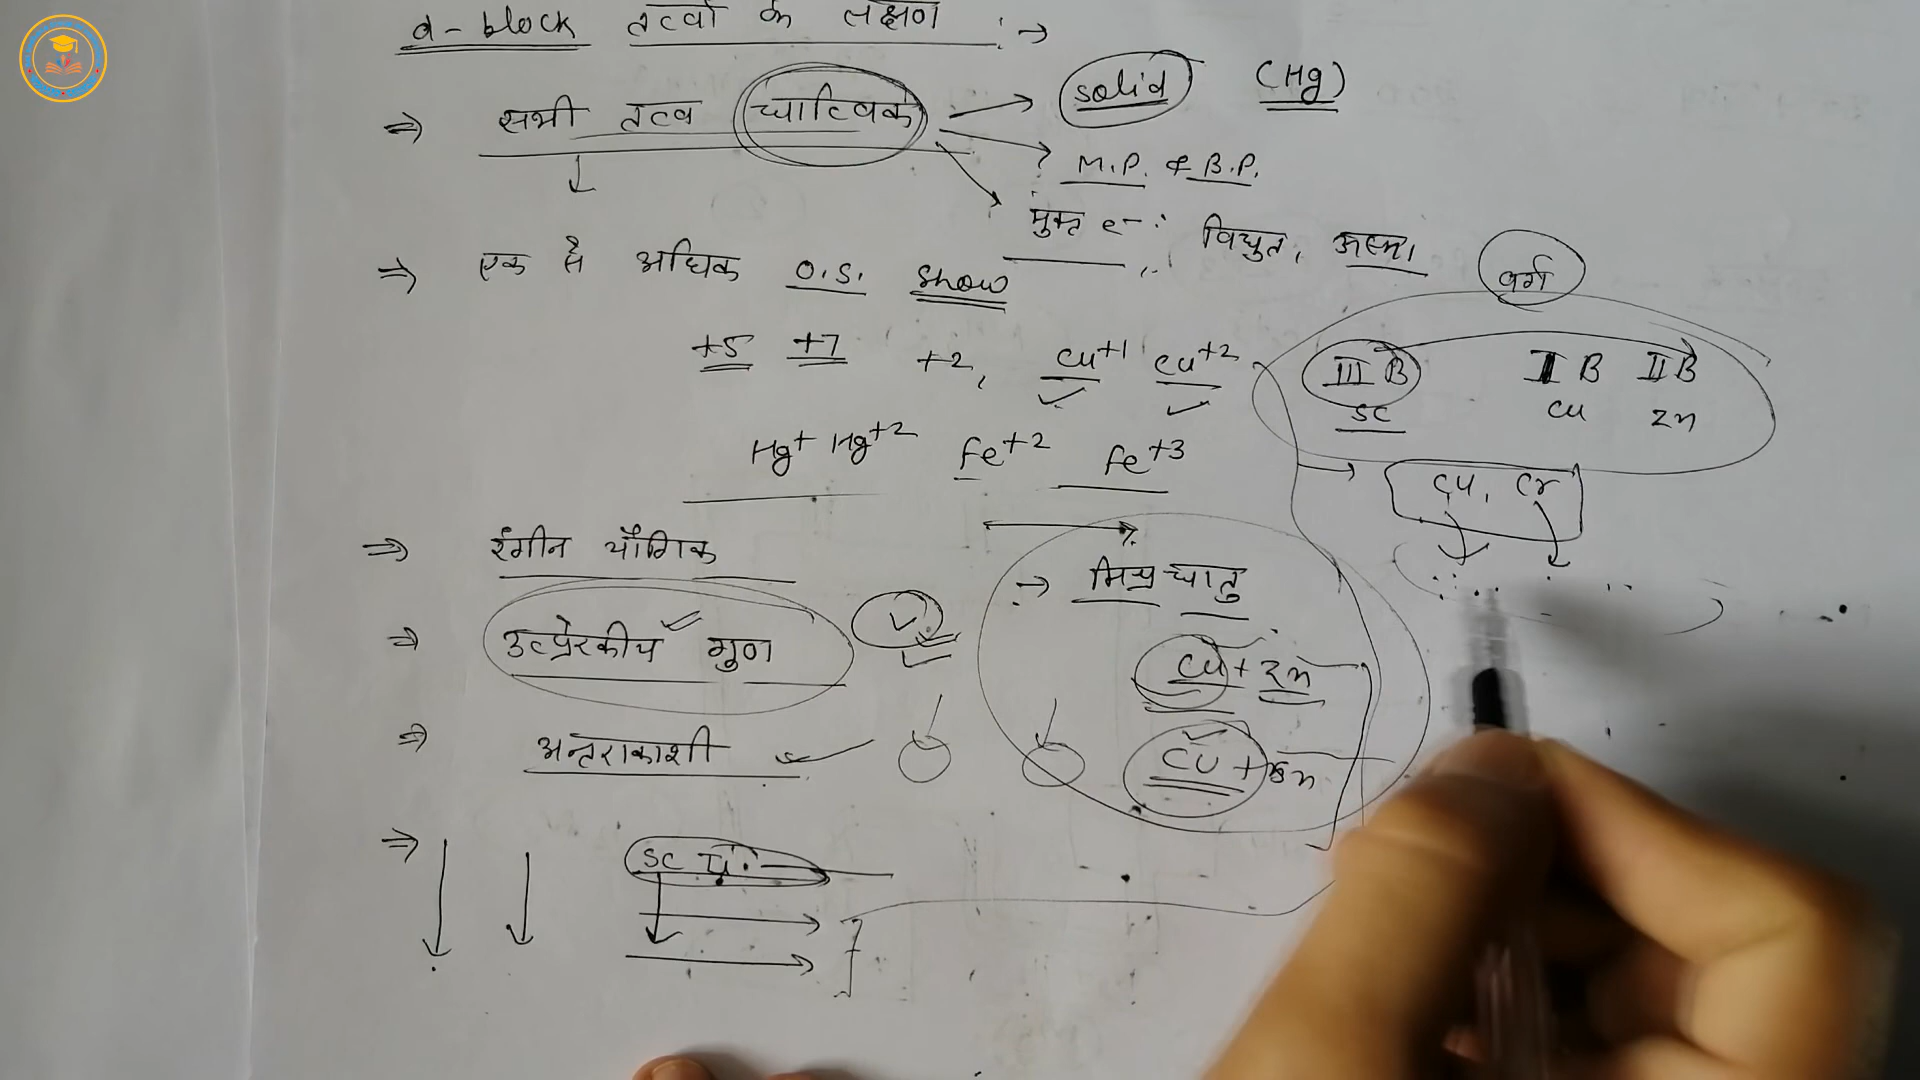 d-block तत्वों के लक्षण :→
⇒ सभी तत्व धात्विक → solid (Hg)
M.P. & B.P.
मुक्त e- : विद्युत, ऊष्मा
वर्ग
⇒ एक से अधिक O.S. show
+5 +7 +2, Cu+1 Cu+2
III B I B II B
Sc Cu Zn
Hg+ Hg+2 Fe+2 Fe+3
Cu, Cr
⇒ रंगीन यौगिक
→ मिश्र धातु
⇒ उत्प्रेरकीय गुण
Cu + Zn
⇒ अन्तराकाशी
Cu + Sn
⇒ Sc Ti